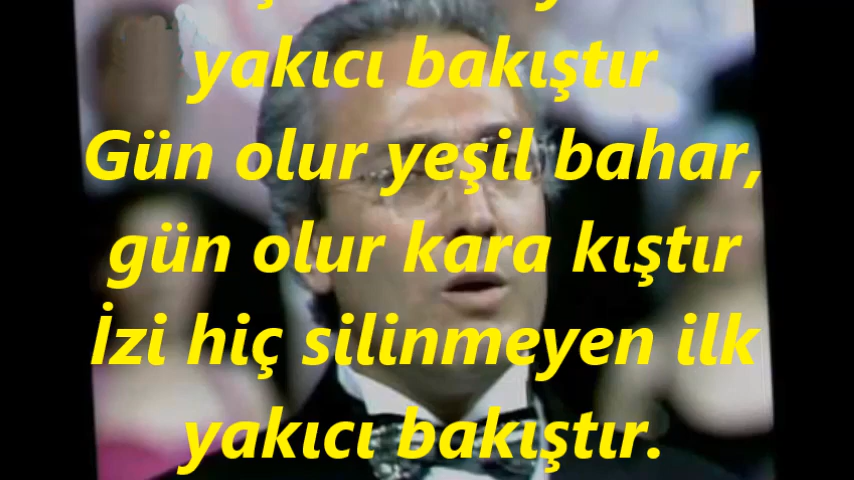 yakıcı bakıştır
Gün olur yeşil bahar,
gün olur kara kıştır
İzi hiç silinmeyen ilk
yakıcı bakıştır.